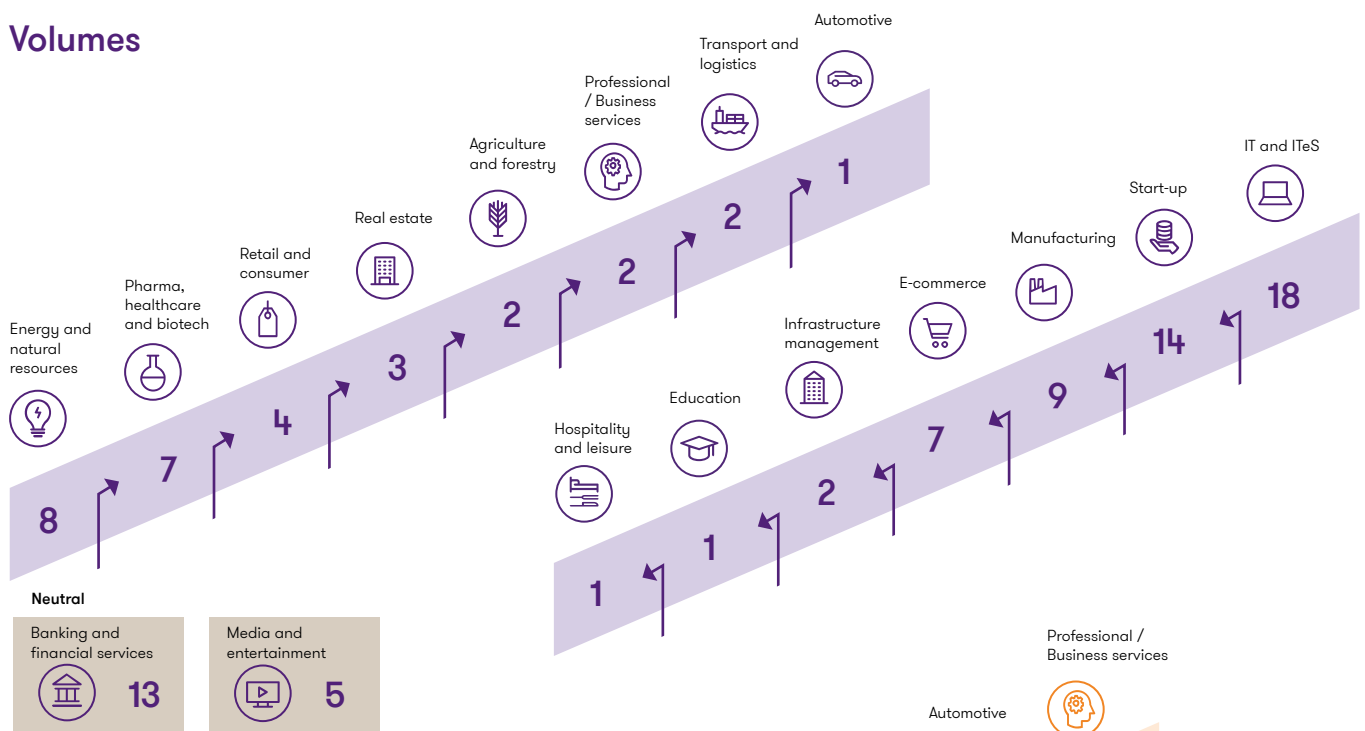 Volumes
Automotive
Transport and
logistics
Professional
/ Business
services
Agriculture
and forestry
Real estate
Retail and
consumer
Pharma,
healthcare
and biotech
Energy and
natural
resources
8
7
4
3
2
2
2
1
IT and ITeS
Start-up
Manufacturing
E-commerce
Infrastructure
management
Education
Hospitality
and leisure
1
1
2
7
9
14
18
Neutral
Banking and
financial services
13
Media and
entertainment
5
Professional /
Business services
Automotive